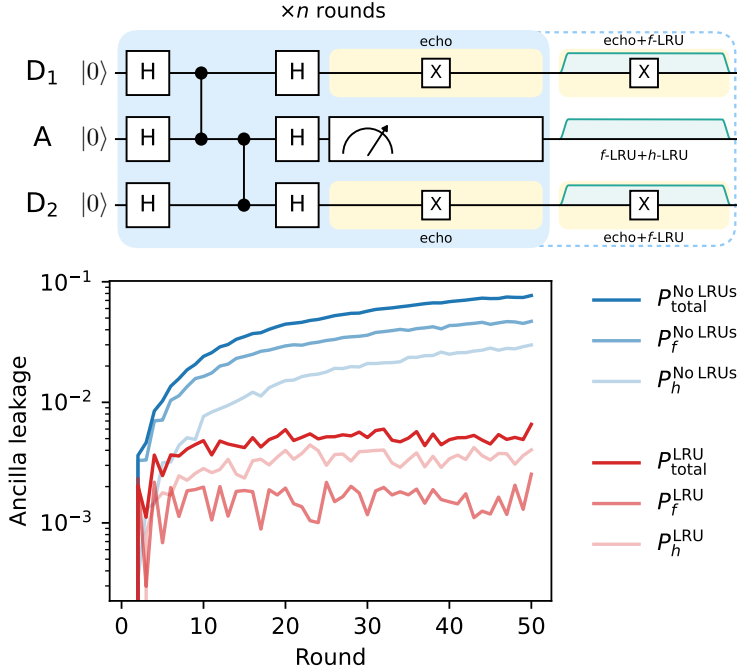 ×n rounds
echo
echo+f-LRU
D₁ |0⟩ H H X X
A |0⟩ H H
f-LRU+h-LRU
D₂ |0⟩ H H X X
echo
echo+f-LRU
10⁻¹
10⁻²
10⁻³
Ancilla leakage
0 10 20 30 40 50
Round
P_total^No LRUs
P_f^No LRUs
P_h^No LRUs
P_total^LRU
P_f^LRU
P_h^LRU